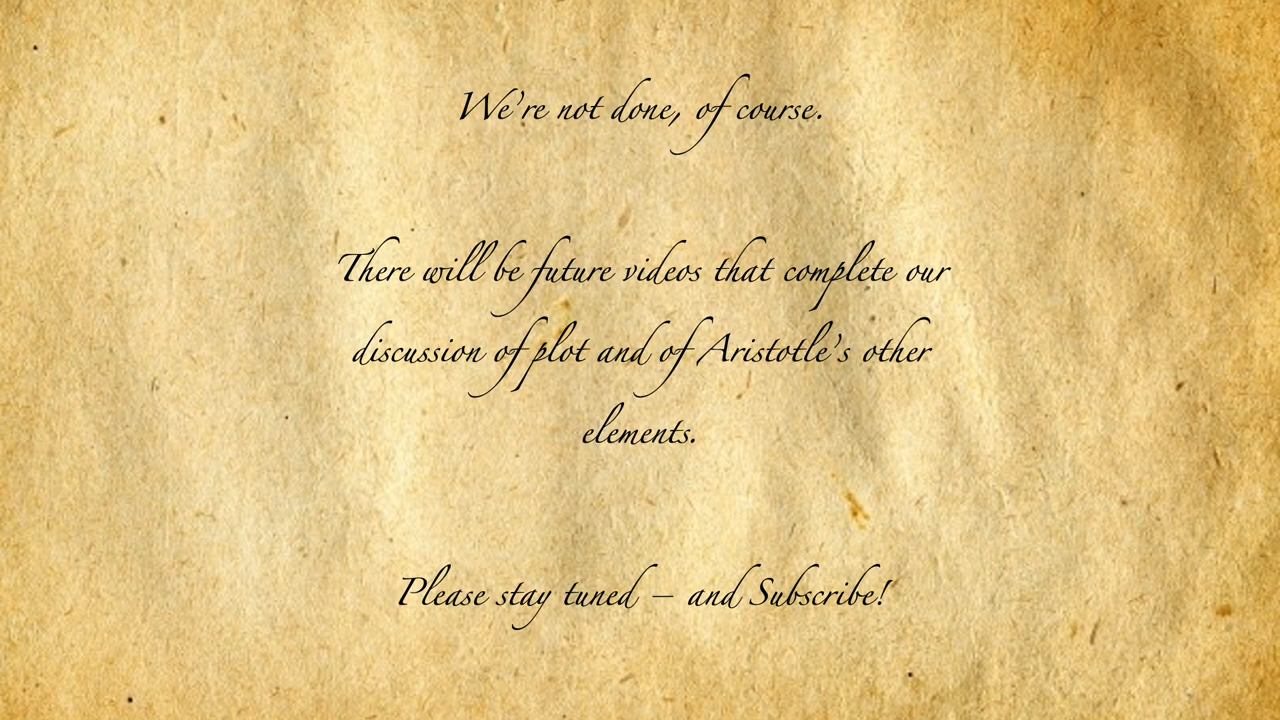 We're not done, of course.
There will be future videos that complete our
discussion of plot and of Aristotle's other
elements.
Please stay tuned – and Subscribe!